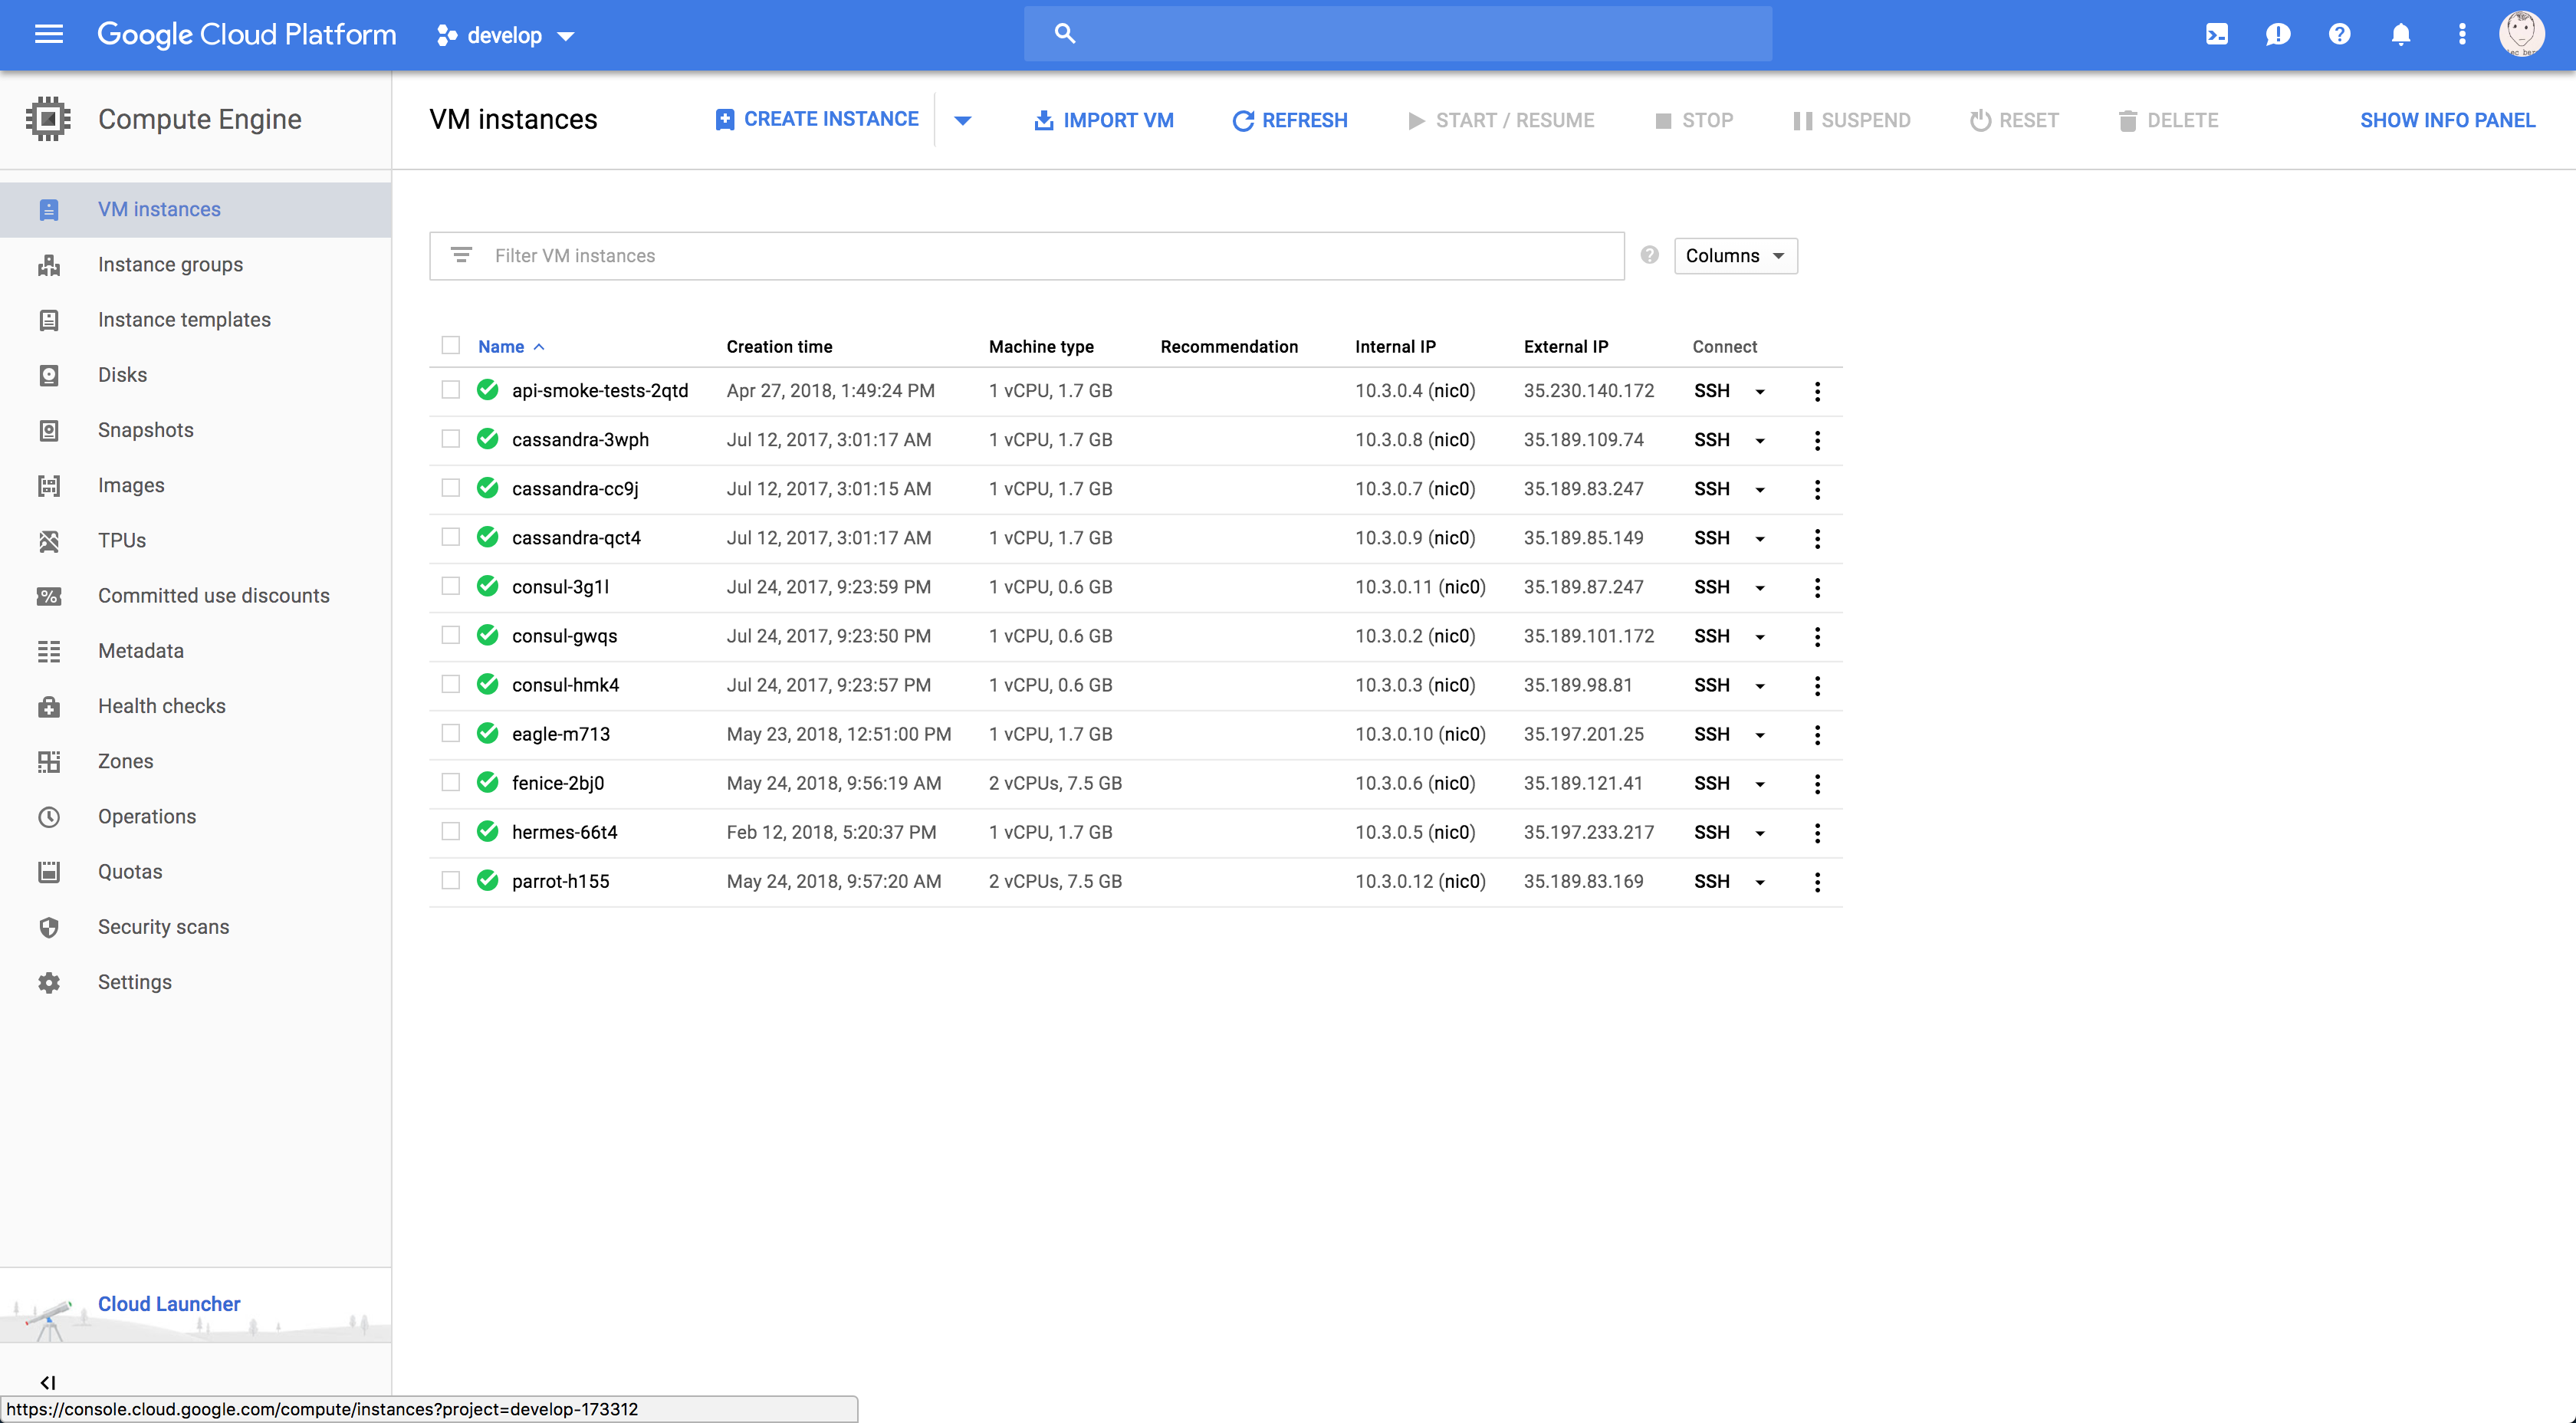 Google Cloud Platform develop
Compute Engine
VM instances CREATE INSTANCE IMPORT VM REFRESH START / RESUME STOP SUSPEND RESET DELETE SHOW INFO PANEL
VM instances
Instance groups
Instance templates
Disks
Snapshots
Images
TPUs
Committed use discounts
Metadata
Health checks
Zones
Operations
Quotas
Security scans
Settings
Cloud Launcher
Filter VM instances Columns
Name Creation time Machine type Recommendation Internal IP External IP Connect
api-smoke-tests-2qtd Apr 27, 2018, 1:49:24 PM 1 vCPU, 1.7 GB 10.3.0.4 (nic0) 35.230.140.172 SSH
cassandra-3wph Jul 12, 2017, 3:01:17 AM 1 vCPU, 1.7 GB 10.3.0.8 (nic0) 35.189.109.74 SSH
cassandra-cc9j Jul 12, 2017, 3:01:15 AM 1 vCPU, 1.7 GB 10.3.0.7 (nic0) 35.189.83.247 SSH
cassandra-qct4 Jul 12, 2017, 3:01:17 AM 1 vCPU, 1.7 GB 10.3.0.9 (nic0) 35.189.85.149 SSH
consul-3g1l Jul 24, 2017, 9:23:59 PM 1 vCPU, 0.6 GB 10.3.0.11 (nic0) 35.189.87.247 SSH
consul-gwqs Jul 24, 2017, 9:23:50 PM 1 vCPU, 0.6 GB 10.3.0.2 (nic0) 35.189.101.172 SSH
consul-hmk4 Jul 24, 2017, 9:23:57 PM 1 vCPU, 0.6 GB 10.3.0.3 (nic0) 35.189.98.81 SSH
eagle-m713 May 23, 2018, 12:51:00 PM 1 vCPU, 1.7 GB 10.3.0.10 (nic0) 35.197.201.25 SSH
fenice-2bj0 May 24, 2018, 9:56:19 AM 2 vCPUs, 7.5 GB 10.3.0.6 (nic0) 35.189.121.41 SSH
hermes-66t4 Feb 12, 2018, 5:20:37 PM 1 vCPU, 1.7 GB 10.3.0.5 (nic0) 35.197.233.217 SSH
parrot-h155 May 24, 2018, 9:57:20 AM 2 vCPUs, 7.5 GB 10.3.0.12 (nic0) 35.189.83.169 SSH
https://console.cloud.google.com/compute/instances?project=develop-173312